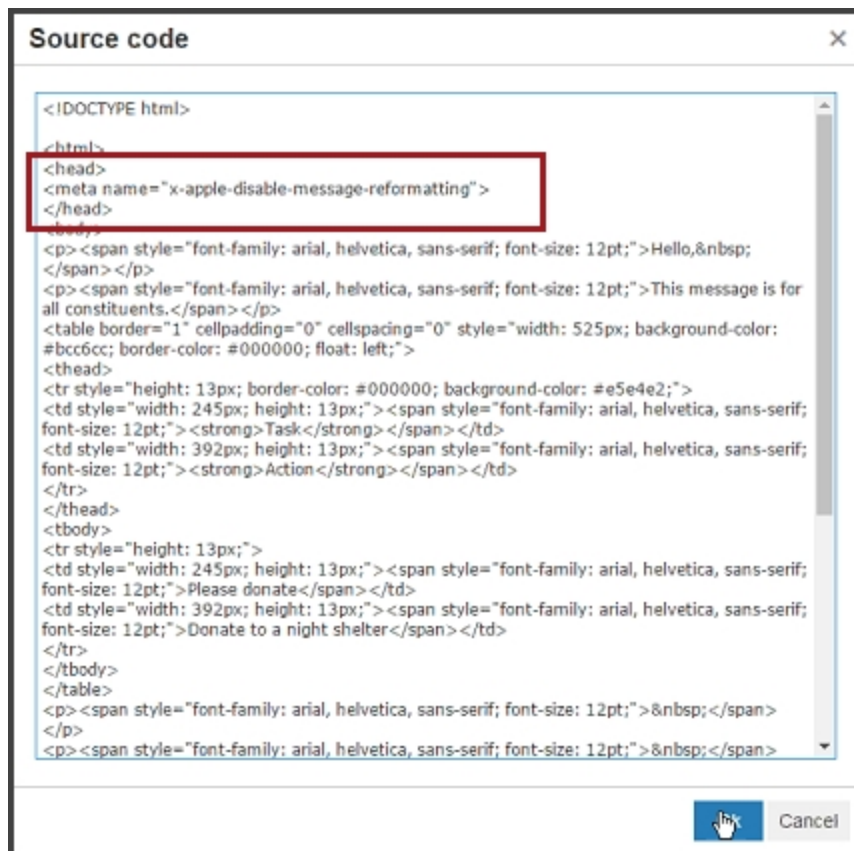 Source code
<!DOCTYPE html>
<html>
<head>
<meta name="x-apple-disable-message-reformatting">
</head>
<body>
<p><span style="font-family: arial, helvetica, sans-serif; font-size: 12pt;">Hello,&nbsp;
</span></p>
<p><span style="font-family: arial, helvetica, sans-serif; font-size: 12pt;">This message is for
all constituents.</span></p>
<table border="1" cellpadding="0" cellspacing="0" style="width: 525px; background-color:
#bcc6cc; border-color: #000000; float: left;">
<thead>
<tr style="height: 13px; border-color: #000000; background-color: #e5e4e2;">
<td style="width: 245px; height: 13px;"><span style="font-family: arial, helvetica, sans-serif;
font-size: 12pt;"><strong>Task</strong></span></td>
<td style="width: 392px; height: 13px;"><span style="font-family: arial, helvetica, sans-serif;
font-size: 12pt;"><strong>Action</strong></span></td>
</tr>
</thead>
<tbody>
<tr style="height: 13px;">
<td style="width: 245px; height: 13px;"><span style="font-family: arial, helvetica, sans-serif;
font-size: 12pt;">Please donate</span></td>
<td style="width: 392px; height: 13px;"><span style="font-family: arial, helvetica, sans-serif;
font-size: 12pt;">Donate to a night shelter</span></td>
</tr>
</tbody>
</table>
<p><span style="font-family: arial, helvetica, sans-serif; font-size: 12pt;">&nbsp;</span>
</p>
<p><span style="font-family: arial, helvetica, sans-serif; font-size: 12pt;">&nbsp;</span>
Cancel